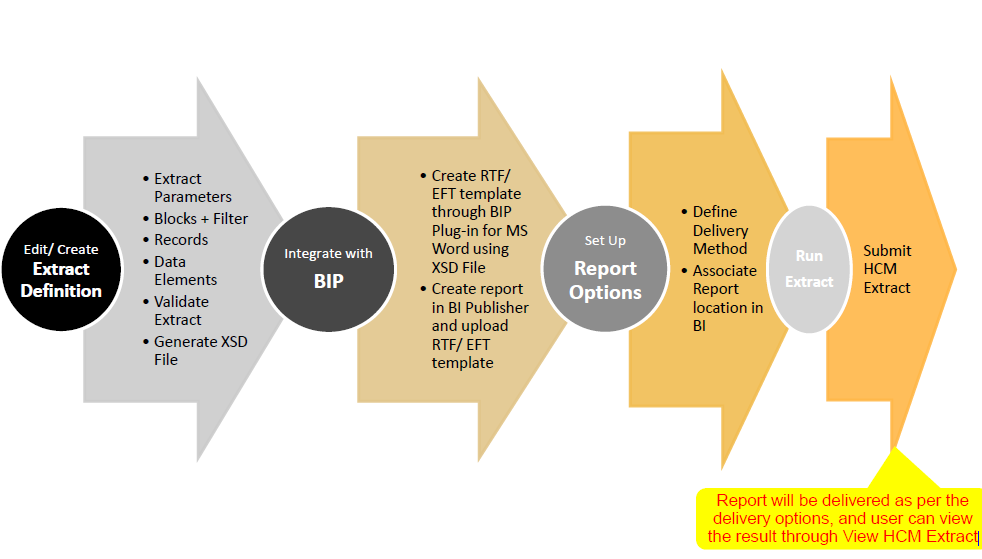 Edit/ Create
Extract
Definition
• Extract
Parameters
• Blocks + Filter
• Records
• Data
Elements
• Validate
Extract
• Generate XSD
File
Integrate with
BIP
• Create RTF/
EFT template
through BIP
Plug-in for MS
Word using
XSD File
• Create report
in BI Publisher
and upload
RTF/ EFT
template
Set Up
Report
Options
• Define
Delivery
Method
• Associate
Report
location in
BI
Run
Extract
Submit
HCM
Extract
Report will be delivered as per the
delivery options, and user can view
the result through View HCM Extract